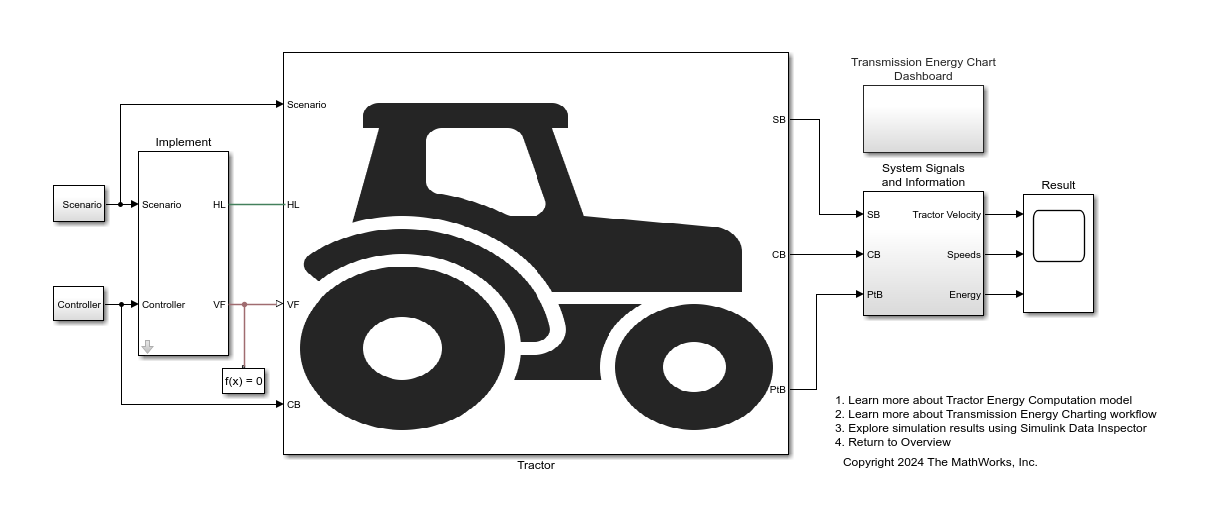 Transmission Energy Chart
Dashboard
Scenario
SB
Implement
System Signals
and Information
Result
Scenario
Scenario
HL
HL
SB
Tractor Velocity
CB
CB
Speeds
Controller
Controller
VF
VF
PtB
Energy
f(x) = 0
CB
PtB
1. Learn more about Tractor Energy Computation model
2. Learn more about Transmission Energy Charting workflow
3. Explore simulation results using Simulink Data Inspector
4. Return to Overview
Copyright 2024 The MathWorks, Inc.
Tractor